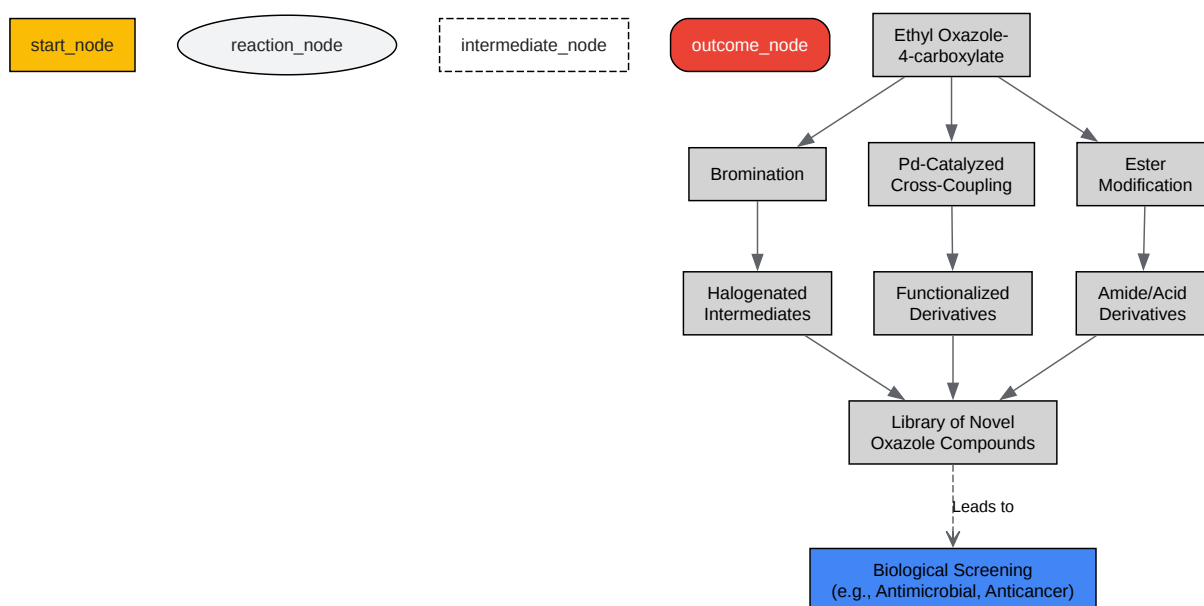 start_node
reaction_node
intermediate_node
outcome_node
Ethyl Oxazole-
4-carboxylate
Bromination
Pd-Catalyzed
Cross-Coupling
Ester
Modification
Halogenated
Intermediates
Functionalized
Derivatives
Amide/Acid
Derivatives
Library of Novel
Oxazole Compounds
Leads to
Biological Screening
(e.g., Antimicrobial, Anticancer)